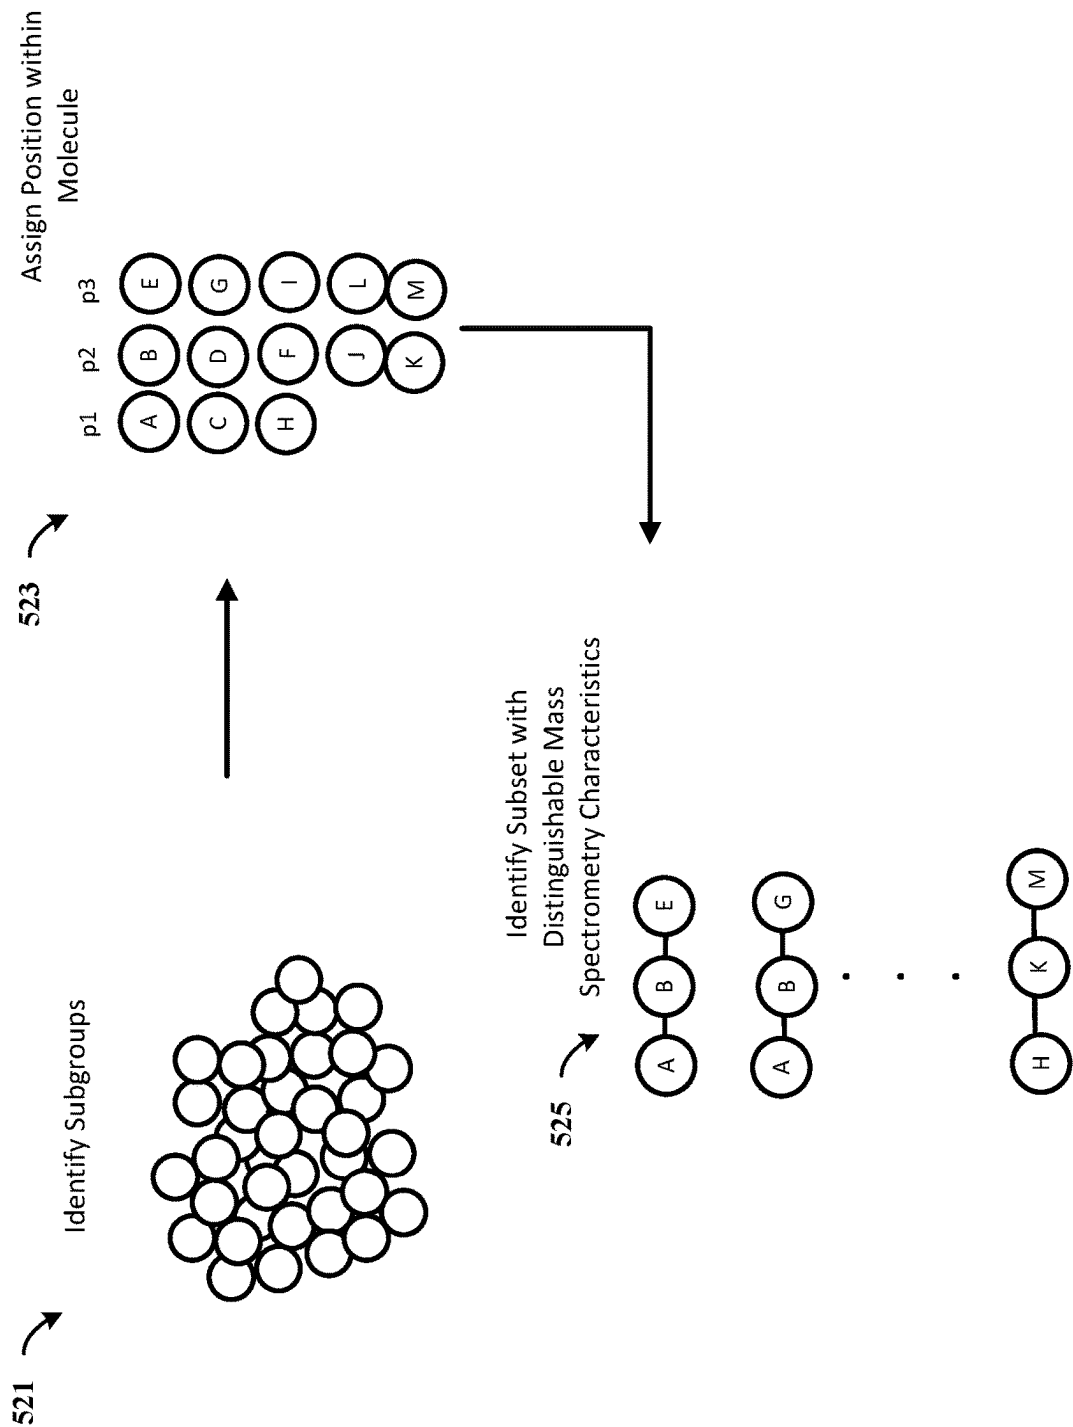 521
Identify Subgroups
523
Assign Position within
Molecule
p1 p2 p3
A B E
C D G
H F I
J L
K M
525
Identify Subset with
Distinguishable Mass
Spectrometry Characteristics
A B E
A B G
. . .
H K M